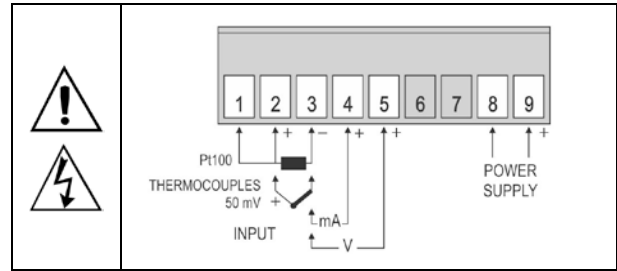 1 2 3 4 5 6 7 8 9
+ − + + +
Pt100
THERMOCOUPLES
50 mV +
POWER
SUPPLY
mA
INPUT
V